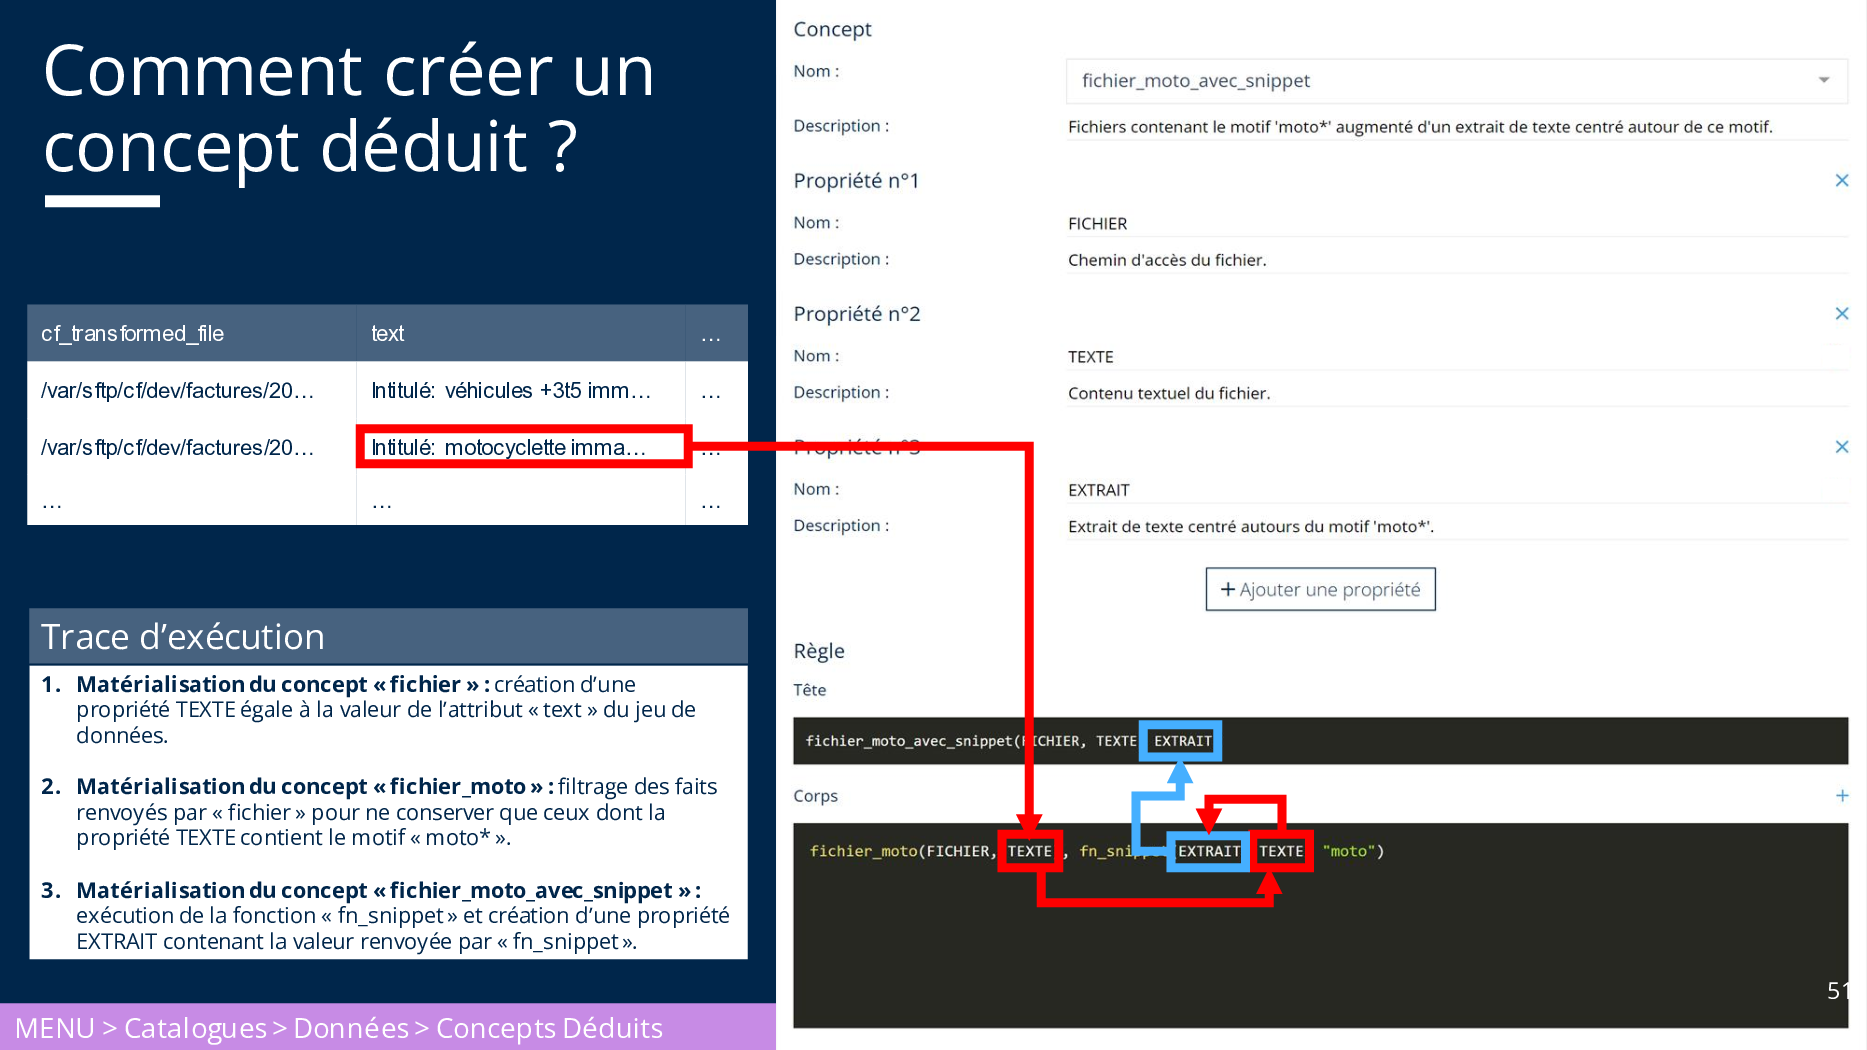 Comment créer un
concept déduit ?
cf_transformed_file text ...
/var/sftp/cf/dev/factures/20... Intitulé: véhicules +3t5 imm... ...
/var/sftp/cf/dev/factures/20... Intitulé: motocyclette imma... ...
... ... ...
Trace d’exécution
1. Matérialisation du concept « fichier » : création d’une
propriété TEXTE égale à la valeur de l’attribut « text » du jeu de
données.
2. Matérialisation du concept « fichier_moto » : filtrage des faits
renvoyés par « fichier » pour ne conserver que ceux dont la
propriété TEXTE contient le motif « moto* ».
3. Matérialisation du concept « fichier_moto_avec_snippet » :
exécution de la fonction « fn_snippet » et création d’une propriété
EXTRAIT contenant la valeur renvoyée par « fn_snippet ».
MENU > Catalogues > Données > Concepts Déduits
Concept
Nom : fichier_moto_avec_snippet
Description : Fichiers contenant le motif 'moto*' augmenté d'un extrait de texte centré autour de ce motif.
Propriété n°1
Nom : FICHIER
Description : Chemin d'accès du fichier.
Propriété n°2
Nom : TEXTE
Description : Contenu textuel du fichier.
Propriété n°3
Nom : EXTRAIT
Description : Extrait de texte centré autours du motif 'moto*'.
+ Ajouter une propriété
Règle
Tête
fichier_moto_avec_snippet(FICHIER, TEXTE EXTRAIT
Corps +
fichier_moto(FICHIER, TEXTE , fn_snippet EXTRAIT TEXTE "moto")
51